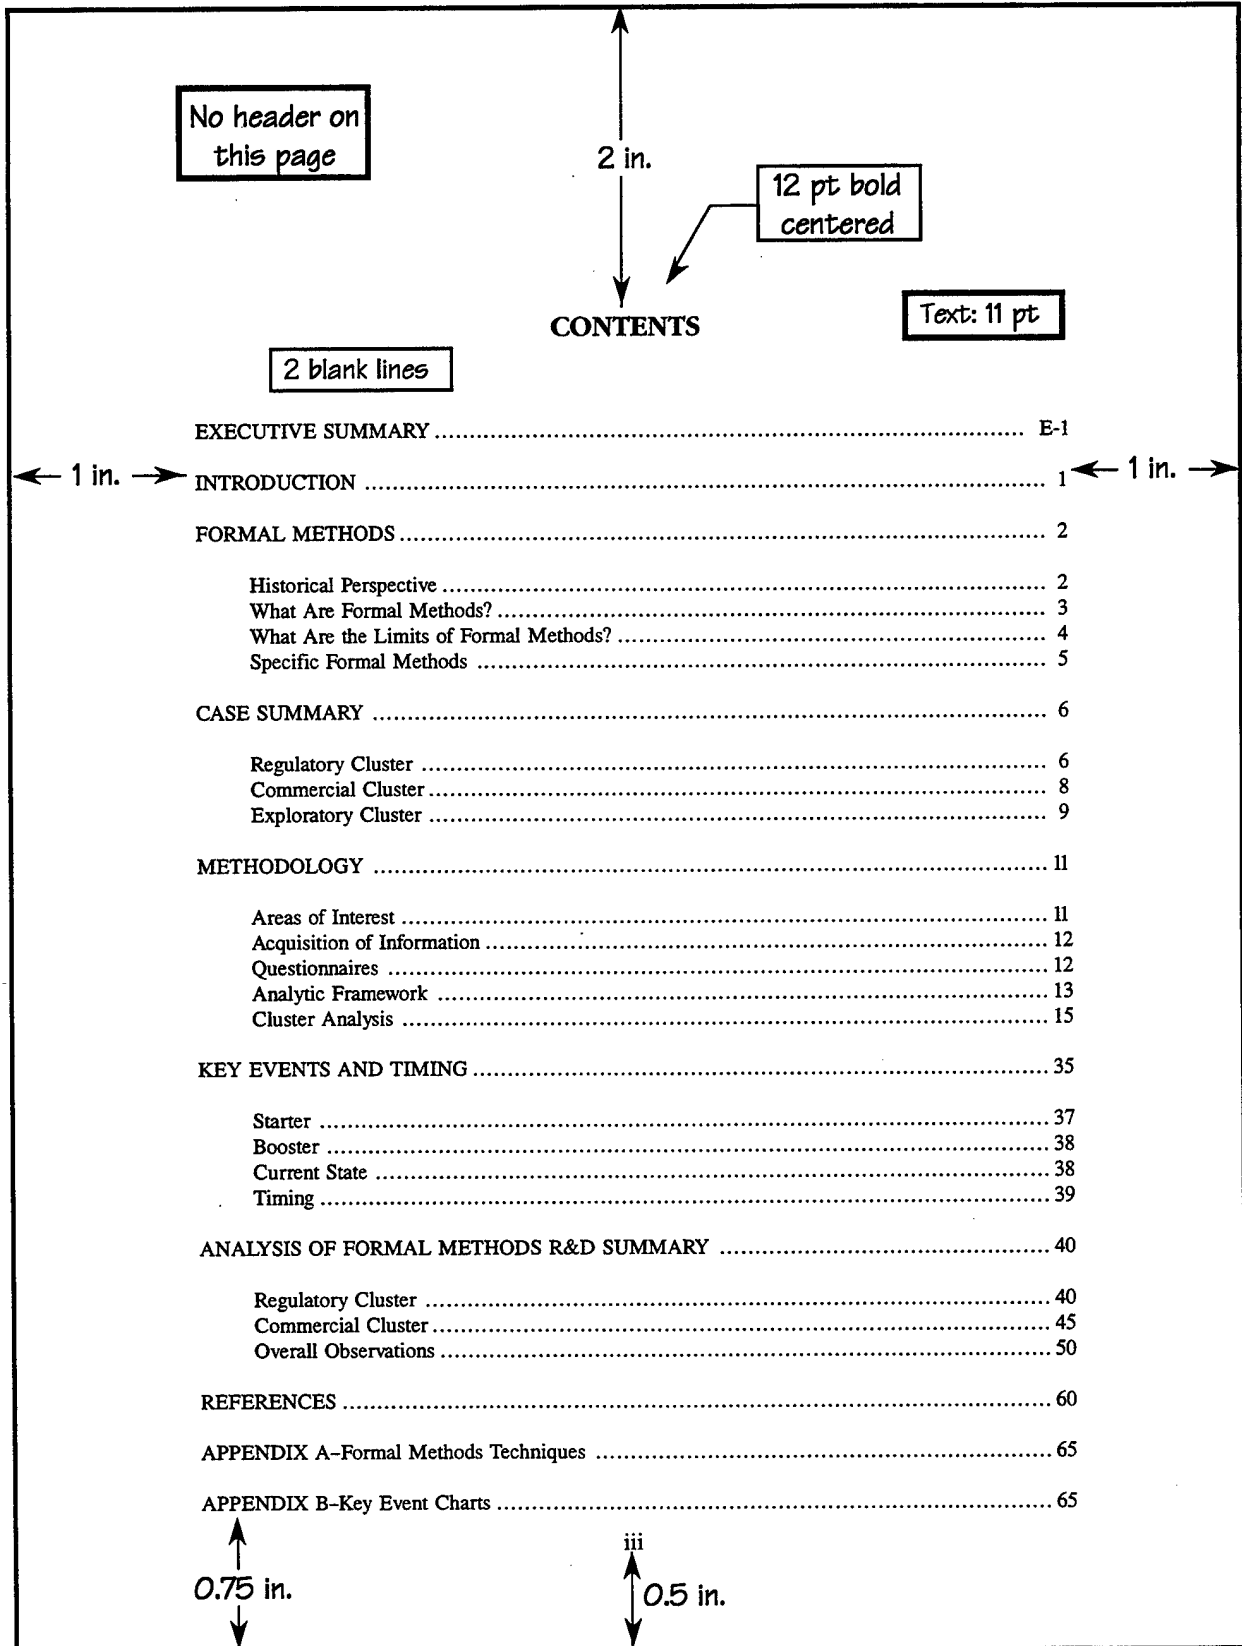 No header on
this page
2 in.
12 pt bold
centered
CONTENTS
Text: 11 pt
2 blank lines
EXECUTIVE SUMMARY .................................................. E-1
1 in.
INTRODUCTION .................................................. 1
1 in.
FORMAL METHODS .................................................. 2
Historical Perspective .................................................. 2
What Are Formal Methods? .................................................. 3
What Are the Limits of Formal Methods? .................................................. 4
Specific Formal Methods .................................................. 5
CASE SUMMARY .................................................. 6
Regulatory Cluster .................................................. 6
Commercial Cluster .................................................. 8
Exploratory Cluster .................................................. 9
METHODOLOGY .................................................. 11
Areas of Interest .................................................. 11
Acquisition of Information .................................................. 12
Questionnaires .................................................. 12
Analytic Framework .................................................. 13
Cluster Analysis .................................................. 15
KEY EVENTS AND TIMING .................................................. 35
Starter .................................................. 37
Booster .................................................. 38
Current State .................................................. 38
Timing .................................................. 39
ANALYSIS OF FORMAL METHODS R&D SUMMARY .................................................. 40
Regulatory Cluster .................................................. 40
Commercial Cluster .................................................. 45
Overall Observations .................................................. 50
REFERENCES .................................................. 60
APPENDIX A–Formal Methods Techniques .................................................. 65
APPENDIX B–Key Event Charts .................................................. 65
iii
0.75 in.
0.5 in.